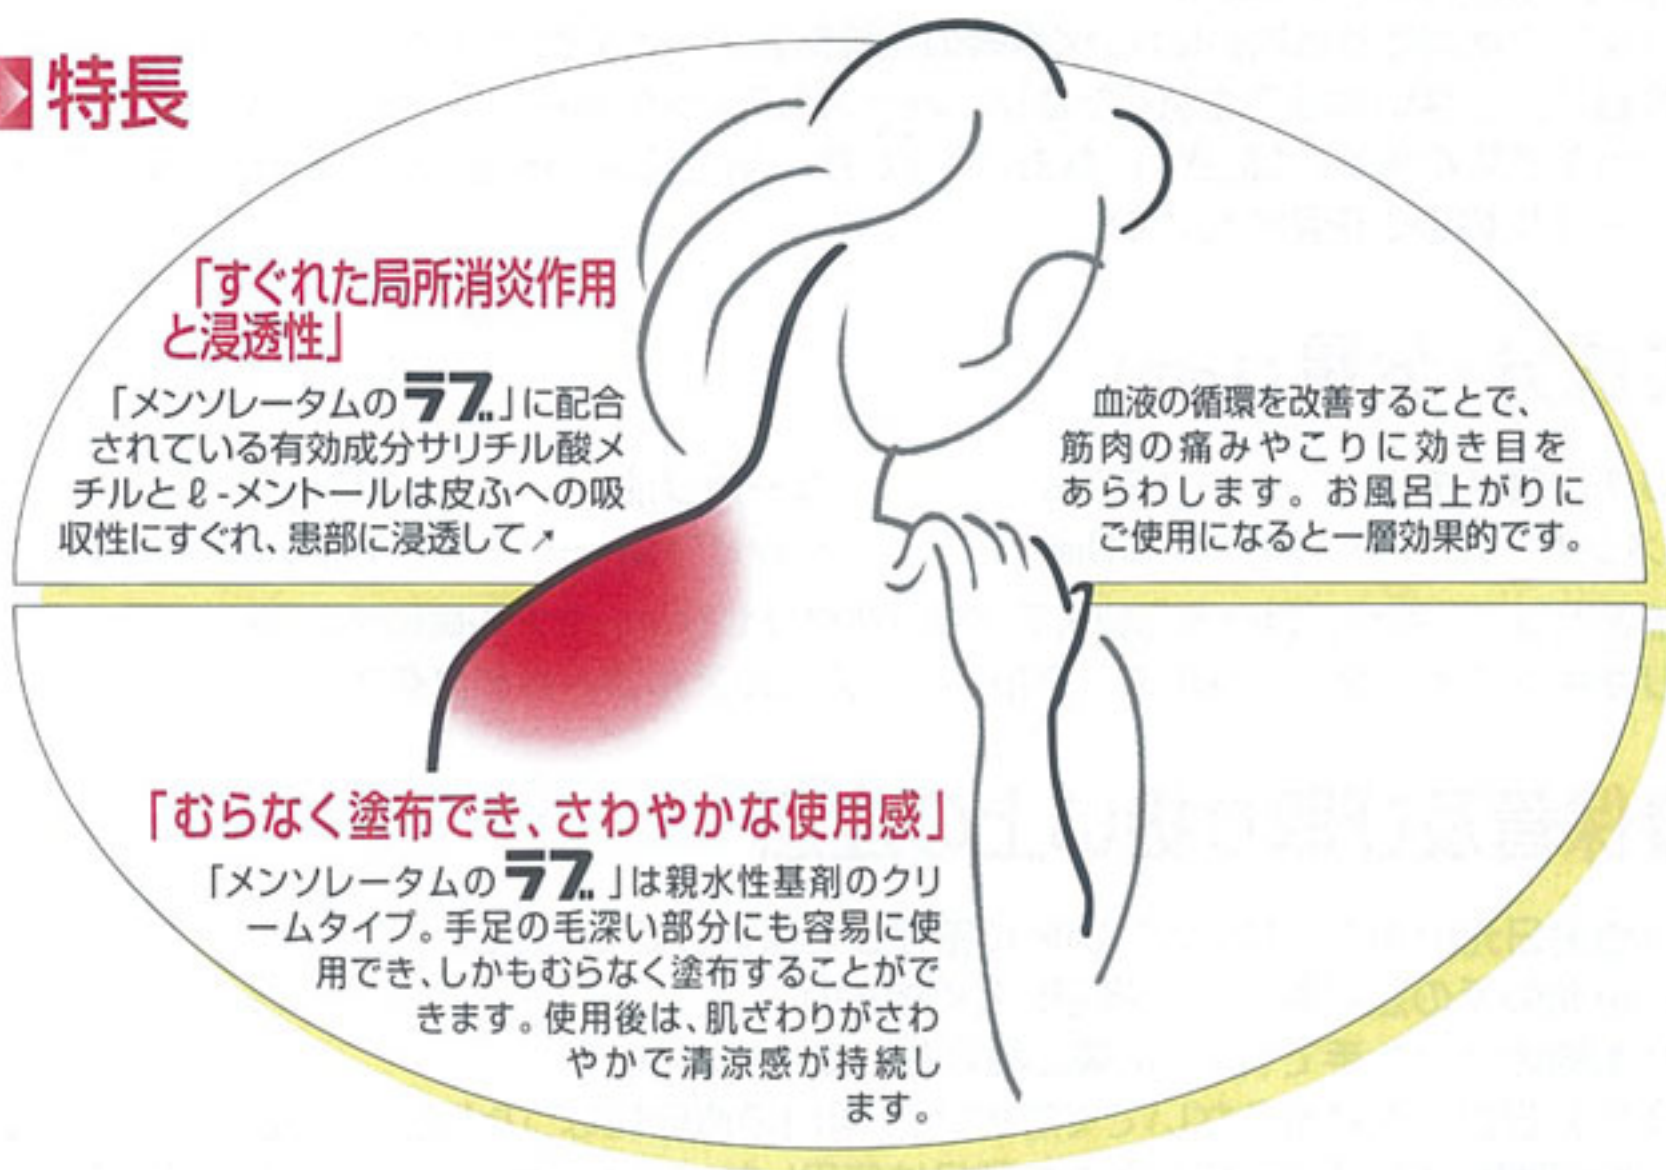 特長
「すぐれた局所消炎作用
と浸透性」
「メンソレータムのラブ」に配合
されている有効成分サリチル酸メ
チルとℓ-メントールは皮ふへの吸
収性にすぐれ、患部に浸透して↗
血液の循環を改善することで、
筋肉の痛みやこりに効き目を
あらわします。お風呂上がりに
ご使用になると一層効果的です。
「むらなく塗布でき、さわやかな使用感」
「メンソレータムのラブ」は親水性基剤のクリ
ームタイプ。手足の毛深い部分にも容易に使
用でき、しかもむらなく塗布することがで
きます。使用後は、肌ざわりがさわ
やかで清涼感が持続し
ます。